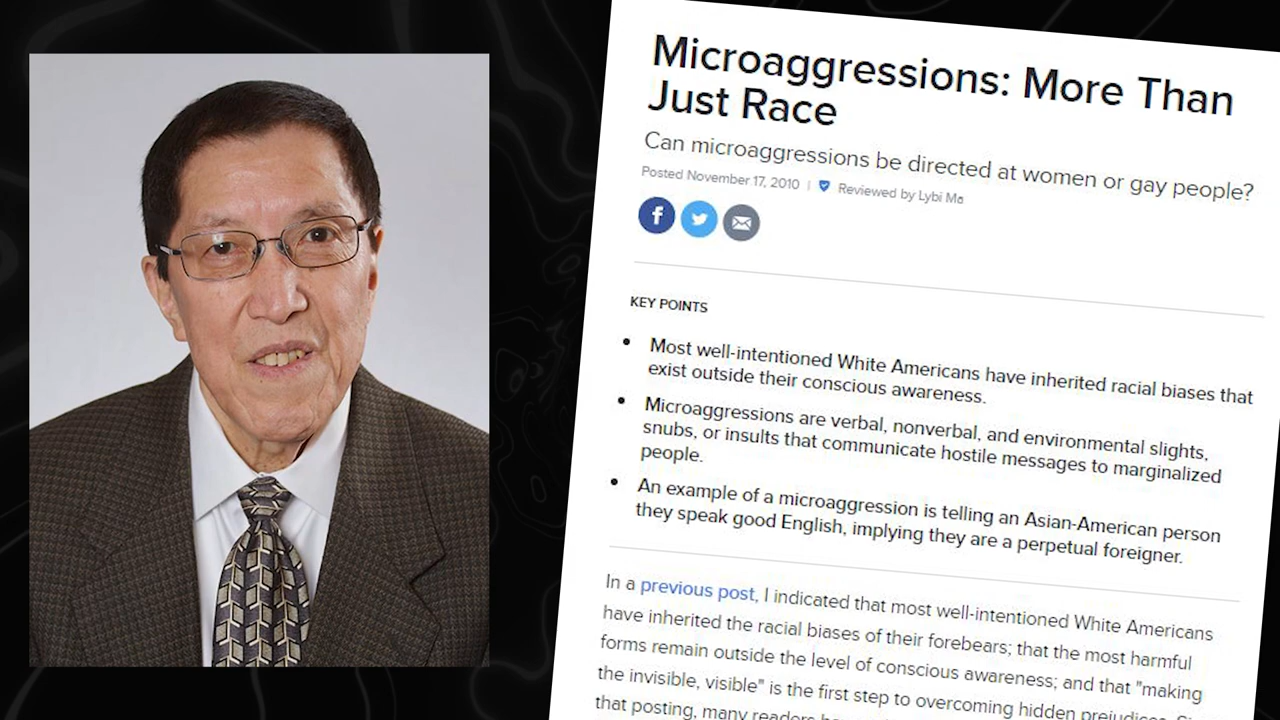 Microaggressions: More Than
Just Race
Can microaggressions be directed at women or gay people?
Posted November 17, 2010 | Reviewed by Lybi Ma
KEY POINTS
• Most well-intentioned White Americans have inherited racial biases that
exist outside their conscious awareness.
• Microaggressions are verbal, nonverbal, and environmental slights,
snubs, or insults that communicate hostile messages to marginalized
people.
• An example of a microaggression is telling an Asian-American person
they speak good English, implying they are a perpetual foreigner.
In a previous post, I indicated that most well-intentioned White Americans
have inherited the racial biases of their forebears; that the most harmful
forms remain outside the level of conscious awareness; and that "making
the invisible, visible" is the first step to overcoming hidden prejudices.
that posting, many readers